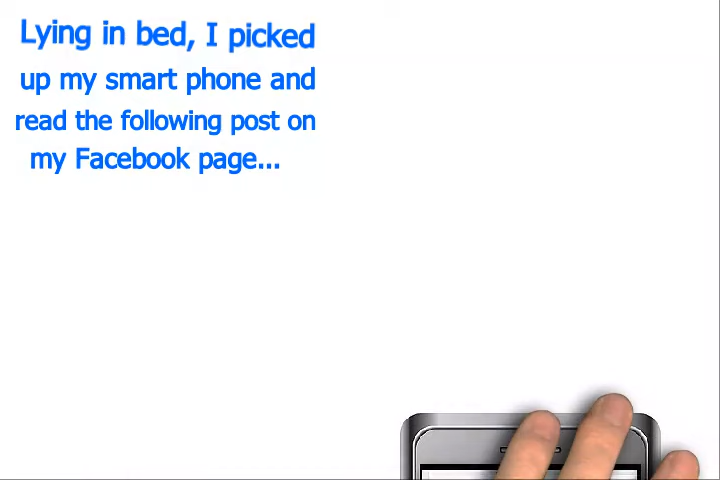 Lying in bed, I picked
up my smart phone and
read the following post on
my Facebook page...